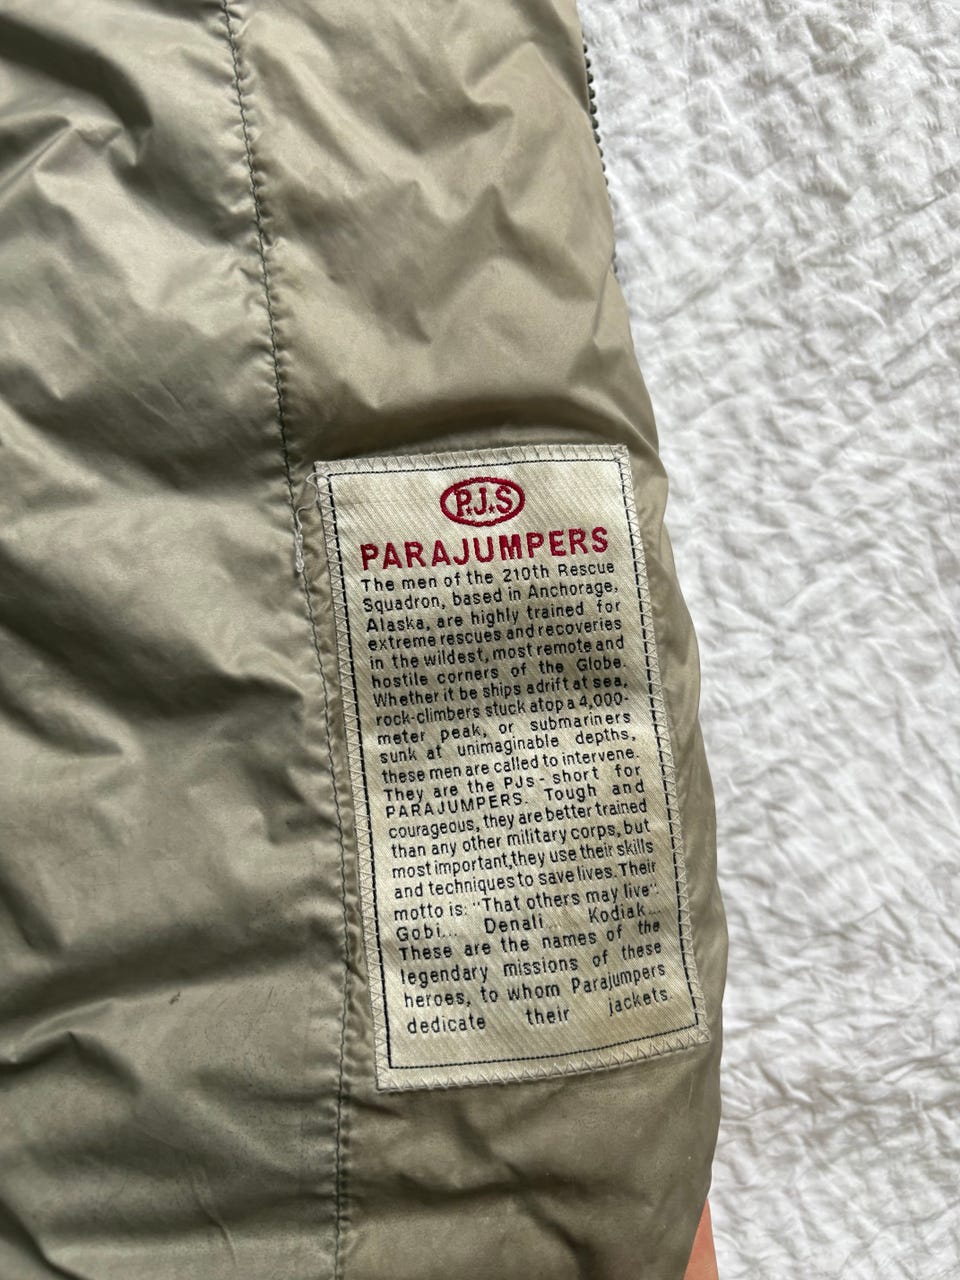 P.J.S
PARAJUMPERS
The men of the 210th Rescue
Squadron, based in Anchorage,
Alaska, are highly trained for
extreme rescues and recoveries
in the wildest, most remote and
hostile corners of the Globe.
Whether it be ships adrift at sea,
rock-climbers stuck atop a 4,000-
meter peak, or submariners
sunk at unimaginable depths,
these men are called to intervene.
They are the PJs - short for
PARAJUMPERS. Tough and
courageous, they are better trained
than any other military corps, but
most important,they use their skills
and techniques to save lives. Their
motto is: "That others may live".
Gobi... Denali... Kodiak...
These are the names of the
legendary missions of these
heroes, to whom Parajumpers
dedicate their jackets.